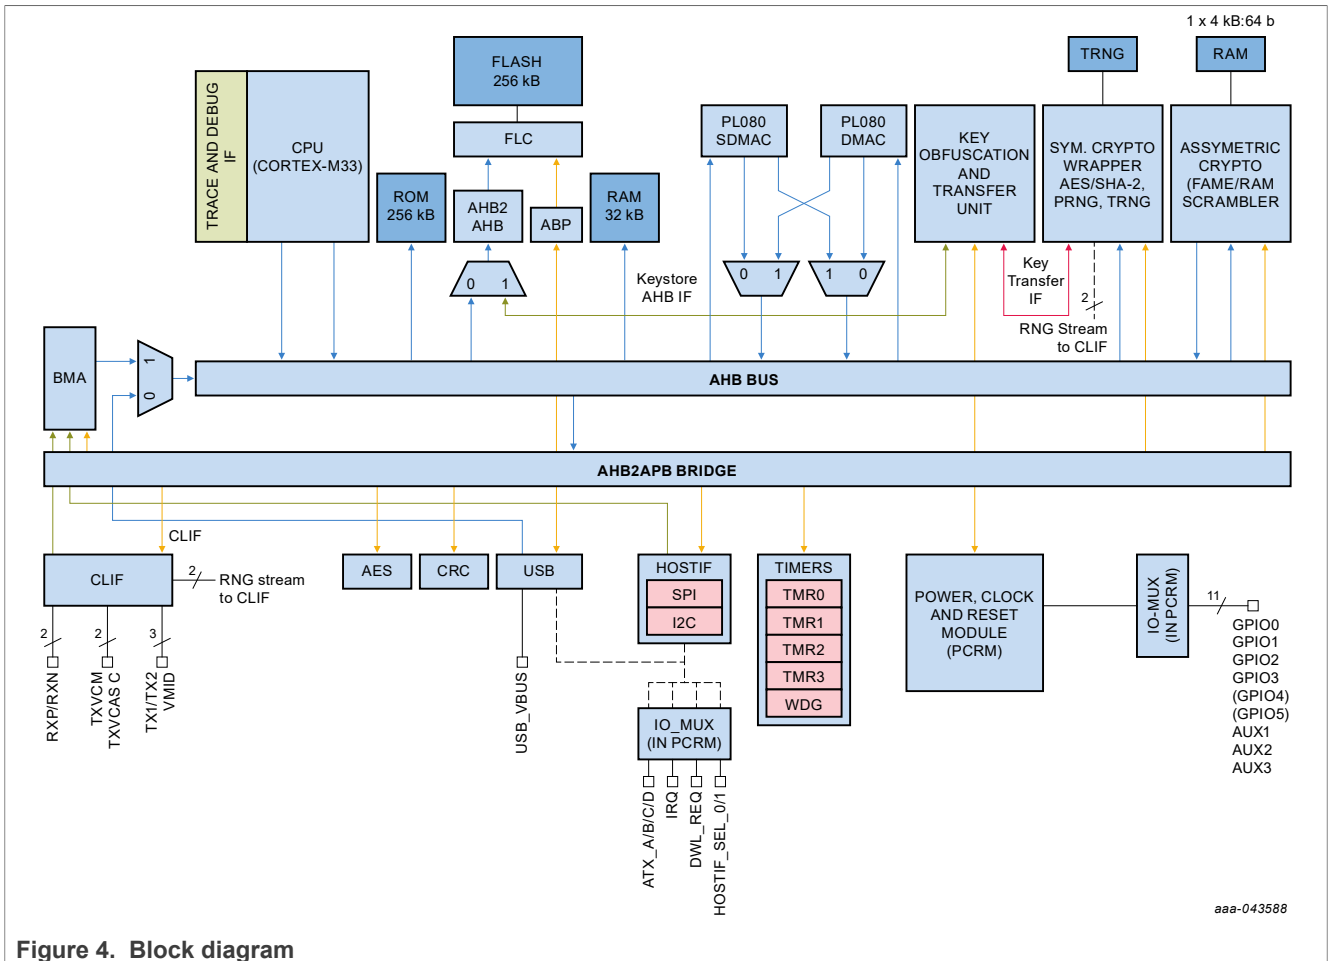 1 x 4 kB:64 b
FLASH
256 kB
TRNG
RAM
TRACE AND DEBUG
IF
CPU
(CORTEX-M33)
FLC
PL080
SDMAC
PL080
DMAC
KEY
OBFUSCATION
AND
TRANSFER
UNIT
SYM. CRYPTO
WRAPPER
AES/SHA-2,
PRNG, TRNG
ASSYMETRIC
CRYPTO
(FAME/RAM
SCRAMBLER)
ROM
256 kB
AHB2
AHB
ABP
RAM
32 kB
0 1
Keystore
AHB IF
0 1
1 0
Key
Transfer
IF
2
RNG Stream
to CLIF
BMA
1
0
AHB BUS
AHB2APB BRIDGE
CLIF
CLIF
2
RNG stream
to CLIF
AES
CRC
USB
HOSTIF
SPI
I2C
TIMERS
TMR0
TMR1
TMR2
TMR3
WDG
POWER, CLOCK
AND RESET
MODULE
(PCRM)
IO-MUX
(IN PCRM)
11
GPIO0
GPIO1
GPIO2
GPIO3
(GPIO4)
(GPIO5)
AUX1
AUX2
AUX3
2
2
3
RXP/RXN
TXVCM
TXVCAS C
TX1/TX2
VMID
USB_VBUS
IO_MUX
(IN PCRM)
ATX_A/B/C/D
IRQ
DWL_REQ
HOSTIF_SEL_0/1
aaa-043588
Figure 4. Block diagram